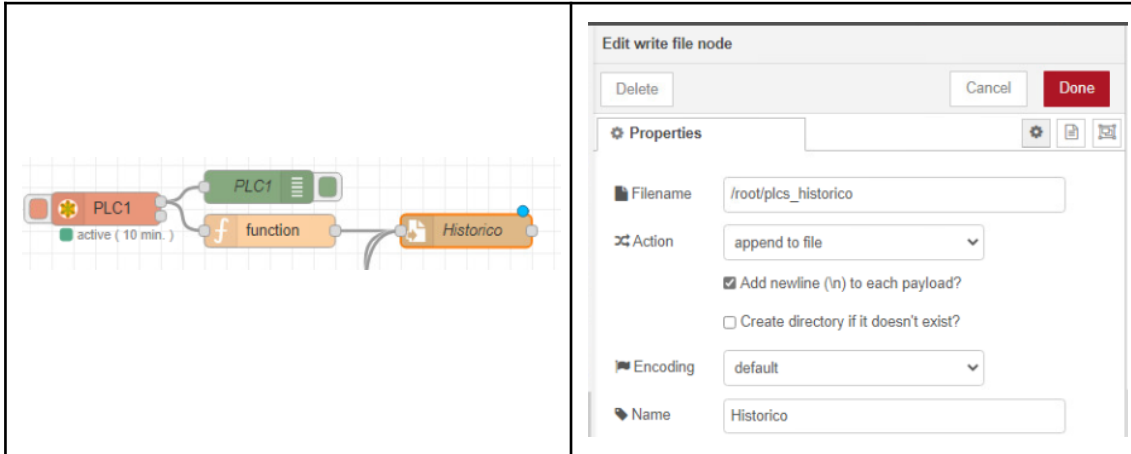 PLC1
PLC1
active ( 10 min. )
function
Historico
Edit write file node
Delete
Cancel
Done
Properties
Filename
/root/plcs_historico
Action
append to file
Add newline (\n) to each payload?
Create directory if it doesn't exist?
Encoding
default
Name
Historico